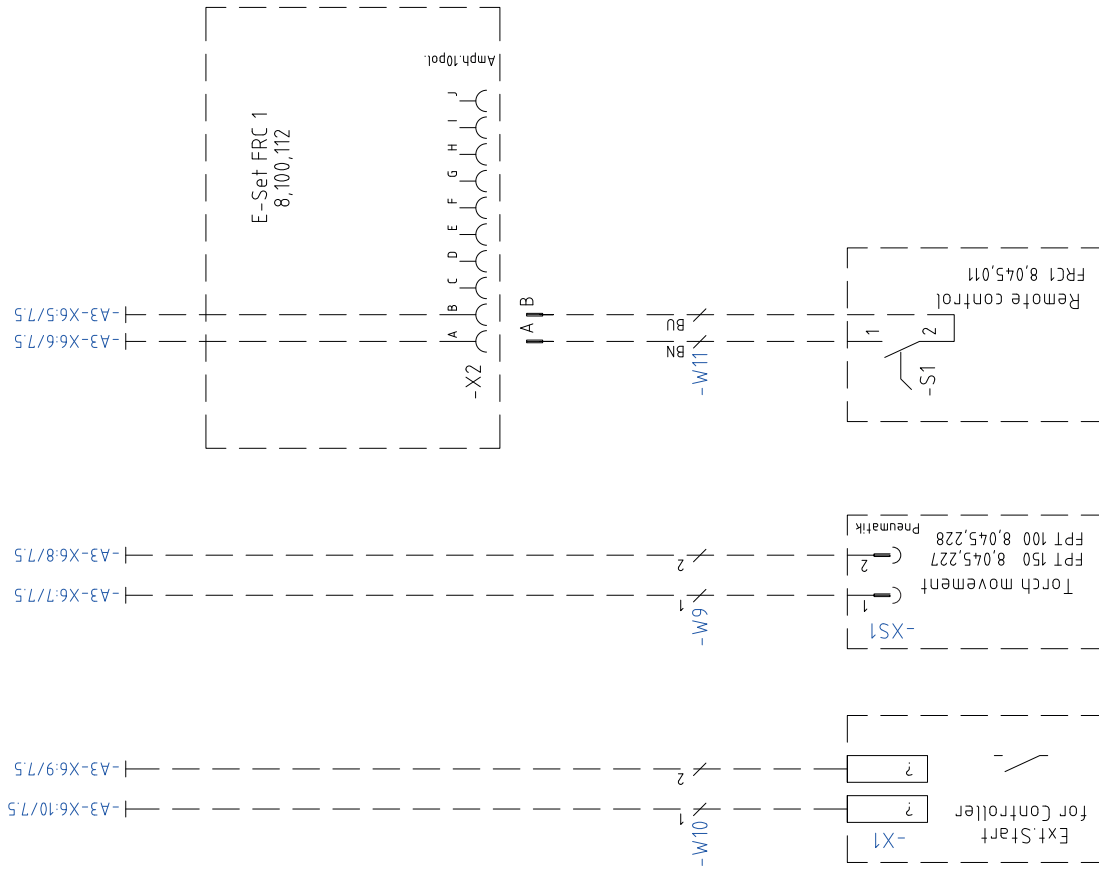 Amph.10pol.
E-Set FRC 1
8,100,112
J
I
H
G
F
E
D
C
B
A
-X2
-A3-X6:5/7.5
-A3-X6:6/7.5
B
A
BU
BN
-W11
FRC1 8,045,011
Remote control
1
2
-S1
-A3-X6:8/7.5
-A3-X6:7/7.5
2
1
-W9
Pneumatik
2
1
FPT 100 8,045,228
FPT 150 8,045,227
Torch movement
-XS1
-A3-X6:9/7.5
-A3-X6:10/7.5
2
1
-W10
?
?
-X1
Ext.Start
for Controller